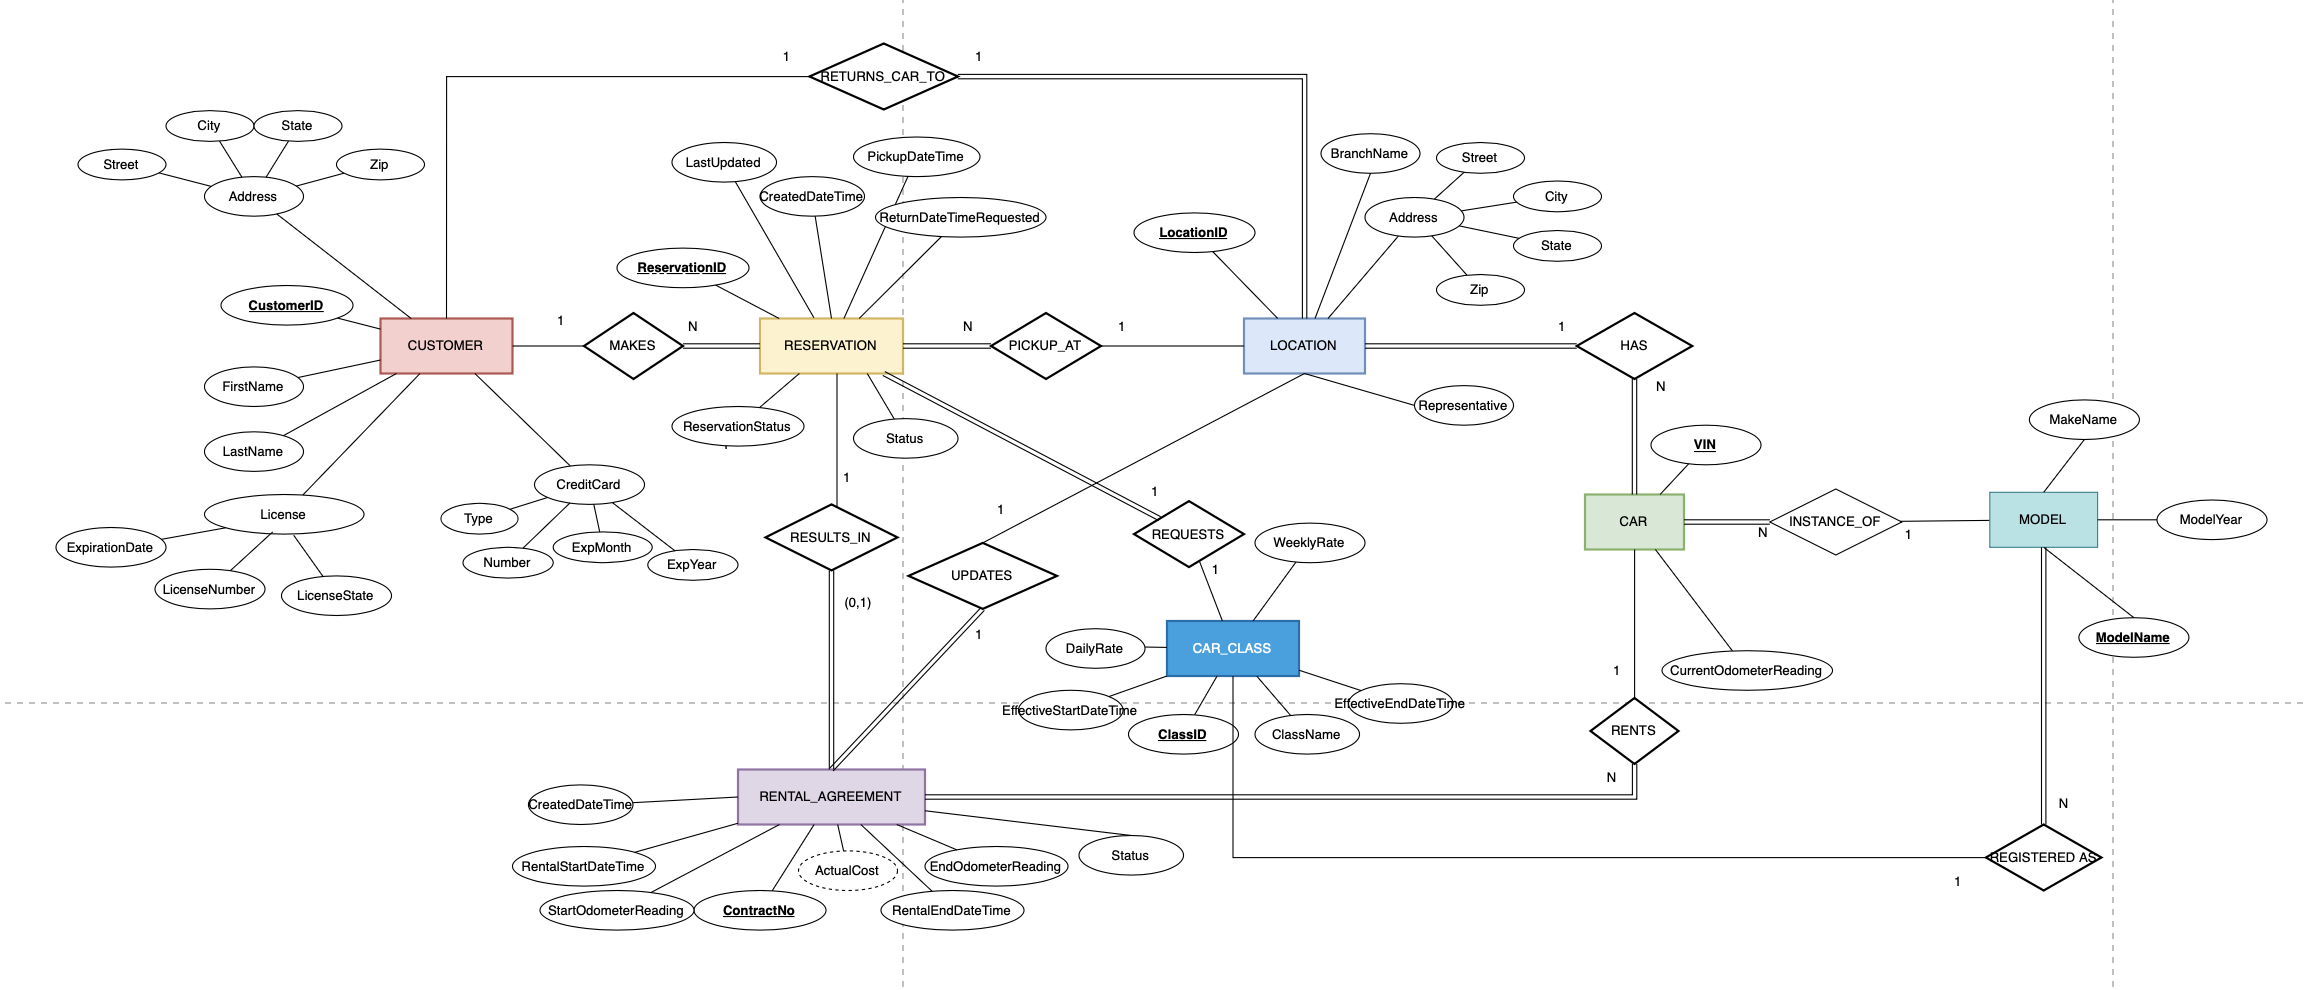 1
RETURNS_CAR_TO
1
City
State
Street
Zip
Address
LastUpdated
PickupDateTime
CreatedDateTime
ReturnDateTimeRequested
BranchName
Street
Address
City
State
Zip
LocationID
ReservationID
CustomerID
CUSTOMER
1
MAKES
N
RESERVATION
N
PICKUP_AT
1
LOCATION
1
HAS
N
FirstName
LastName
ReservationStatus
Status
Representative
VIN
MakeName
License
ExpirationDate
LicenseNumber
LicenseState
CreditCard
Type
Number
ExpMonth
ExpYear
1
RESULTS_IN
(0,1)
1
UPDATES
1
1
REQUESTS
1
WeeklyRate
CAR
N
INSTANCE_OF
1
MODEL
ModelYear
ModelName
DailyRate
CAR_CLASS
EffectiveStartDateTime
ClassID
ClassName
EffectiveEndDateTime
CurrentOdometerReading
1
RENTS
N
CreatedDateTime
RENTAL_AGREEMENT
RentalStartDateTime
StartOdometerReading
ContractNo
ActualCost
RentalEndDateTime
EndOdometerReading
Status
N
REGISTERED AS
1